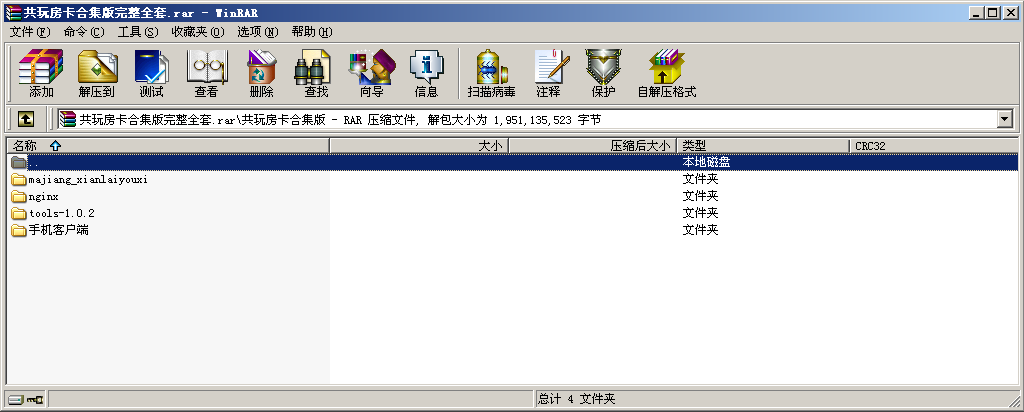 共玩房卡合集版完整全套.rar - WinRAR
文件(F) 命令(C) 工具(S) 收藏夹(O) 选项(N) 帮助(H)
添加 解压到 测试 查看 删除 查找 向导 信息 扫描病毒 注释 保护 自解压格式
共玩房卡合集版完整全套.rar\共玩房卡合集版 - RAR 压缩文件, 解包大小为 1,951,135,523 字节
名称 大小 压缩后大小 类型 CRC32
.. 本地磁盘
majiang_xianlaiyouxi 文件夹
nginx 文件夹
tools-1.0.2 文件夹
手机客户端 文件夹
总计 4 文件夹